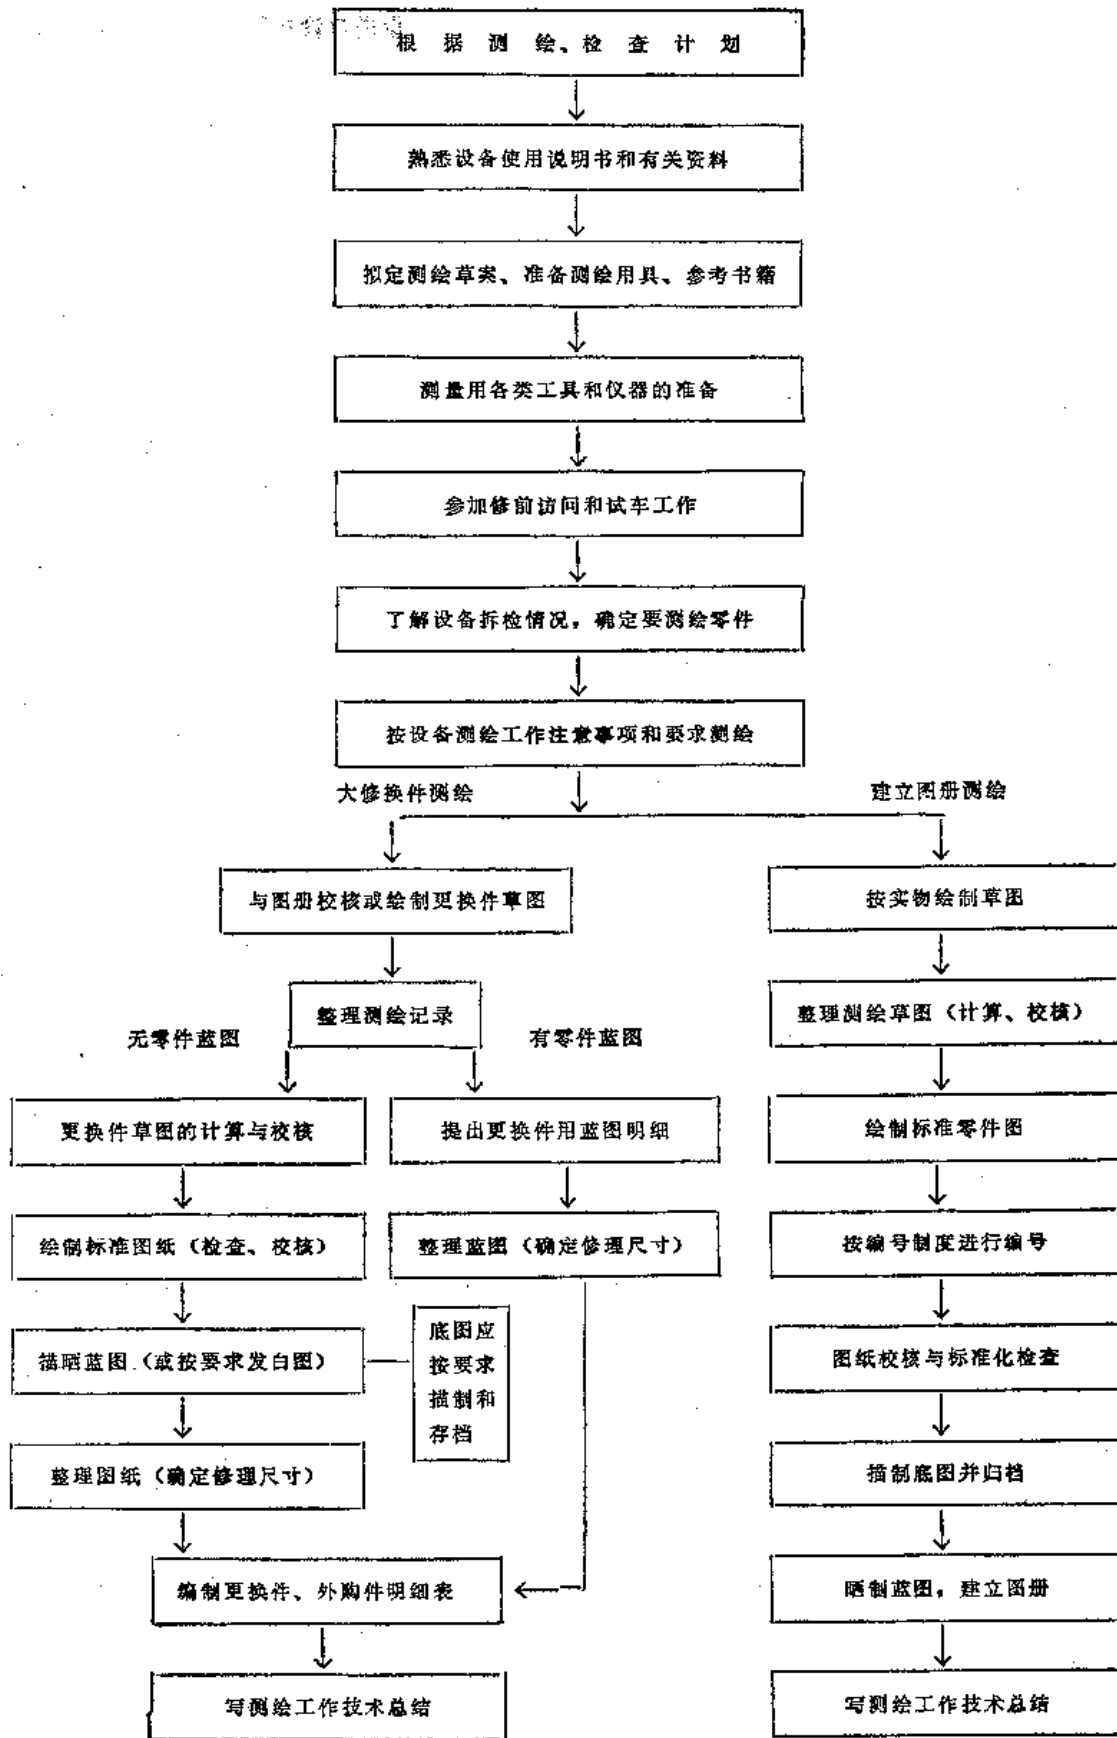 根据测绘、检查计划
熟悉设备使用说明书和有关资料
拟定测绘草案、准备测绘用具、参考书籍
测量用各类工具和仪器的准备
参加修前访问和试车工作
了解设备拆检情况，确定要测绘零件
按设备测绘工作注意事项和要求测绘
大修换件测绘
建立图册测绘
与图册校核或绘制更换件草图
按实物绘制草图
整理测绘记录
整理测绘草图（计算、校核）
无零件蓝图
有零件蓝图
更换件草图的计算与校核
提出更换件用蓝图明细
绘制标准零件图
绘制标准图纸（检查、校核）
整理蓝图（确定修理尺寸）
按编号制度进行编号
描晒蓝图（或按要求发白图）
底图应
按要求
描制和
存档
图纸校核与标准化检查
整理图纸（确定修理尺寸）
描制底图并归档
编制更换件、外购件明细表
晒制蓝图，建立图册
写测绘工作技术总结
写测绘工作技术总结